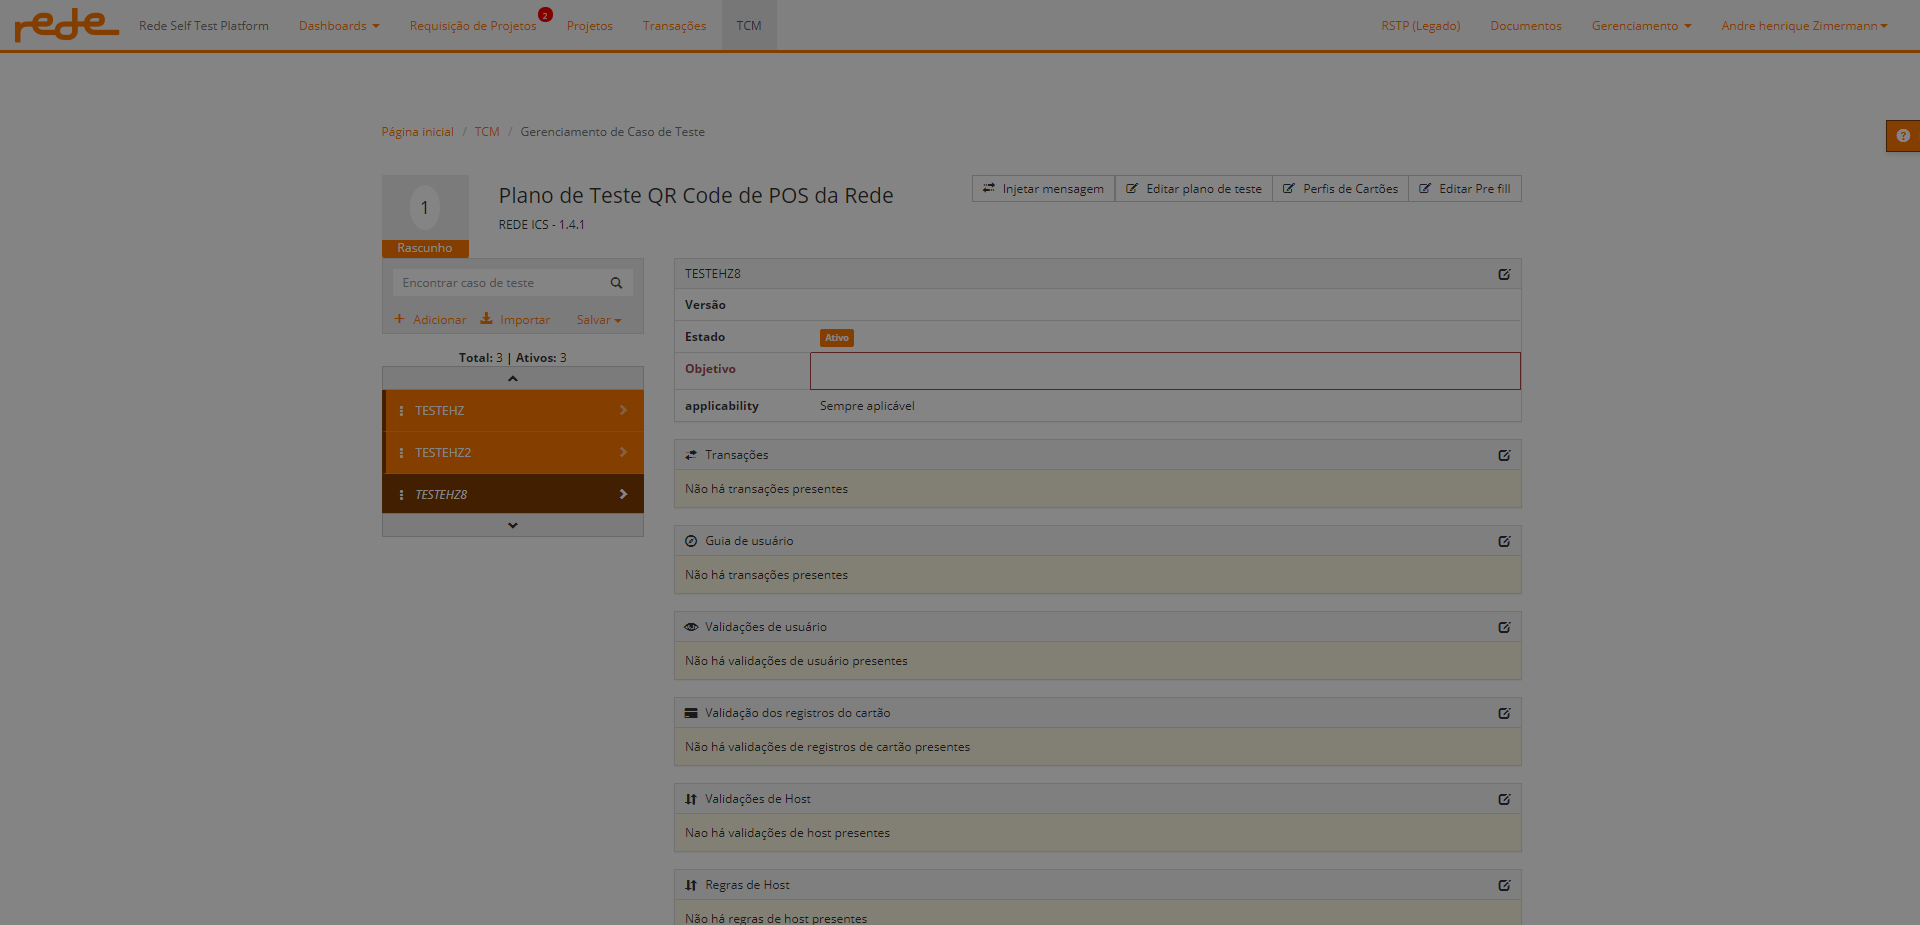 rede Rede Self Test Platform Dashboards Requisição de Projetos 2 Projetos Transações TCM RSTP (Legado) Documentos Gerenciamento Andre henrique Zimermann
Página inicial / TCM / Gerenciamento de Caso de Teste
1
Rascunho
Plano de Teste QR Code de POS da Rede
REDE ICS - 1.4.1
Injetar mensagem Editar plano de teste Perfis de Cartões Editar Pre fill
Encontrar caso de teste
+ Adicionar Importar Salvar
Total: 3 | Ativos: 3
TESTEHZ
TESTEHZ2
TESTEHZ8
TESTEHZ8
Versão
Estado Ativo
Objetivo
applicability Sempre aplicável
Transações
Não há transações presentes
Guia de usuário
Não há transações presentes
Validações de usuário
Não há validações de usuário presentes
Validação dos registros do cartão
Não há validações de registros de cartão presentes
Validações de Host
Nao há validações de host presentes
Regras de Host
Não há regras de host presentes